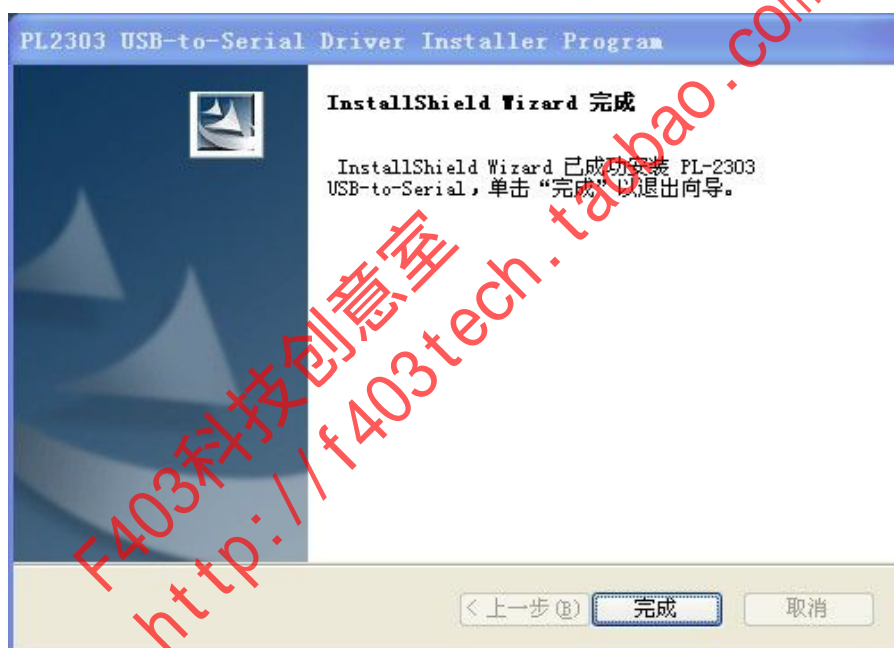 PL2303 USB-to-Serial Driver Installer Program
InstallShield Wizard 完成
InstallShield Wizard 已成功安装 PL-2303
USB-to-Serial，单击“完成”以退出向导。
F403科技创意室
http://f403tech.taobao.com
< 上一步(B)
完成
取消